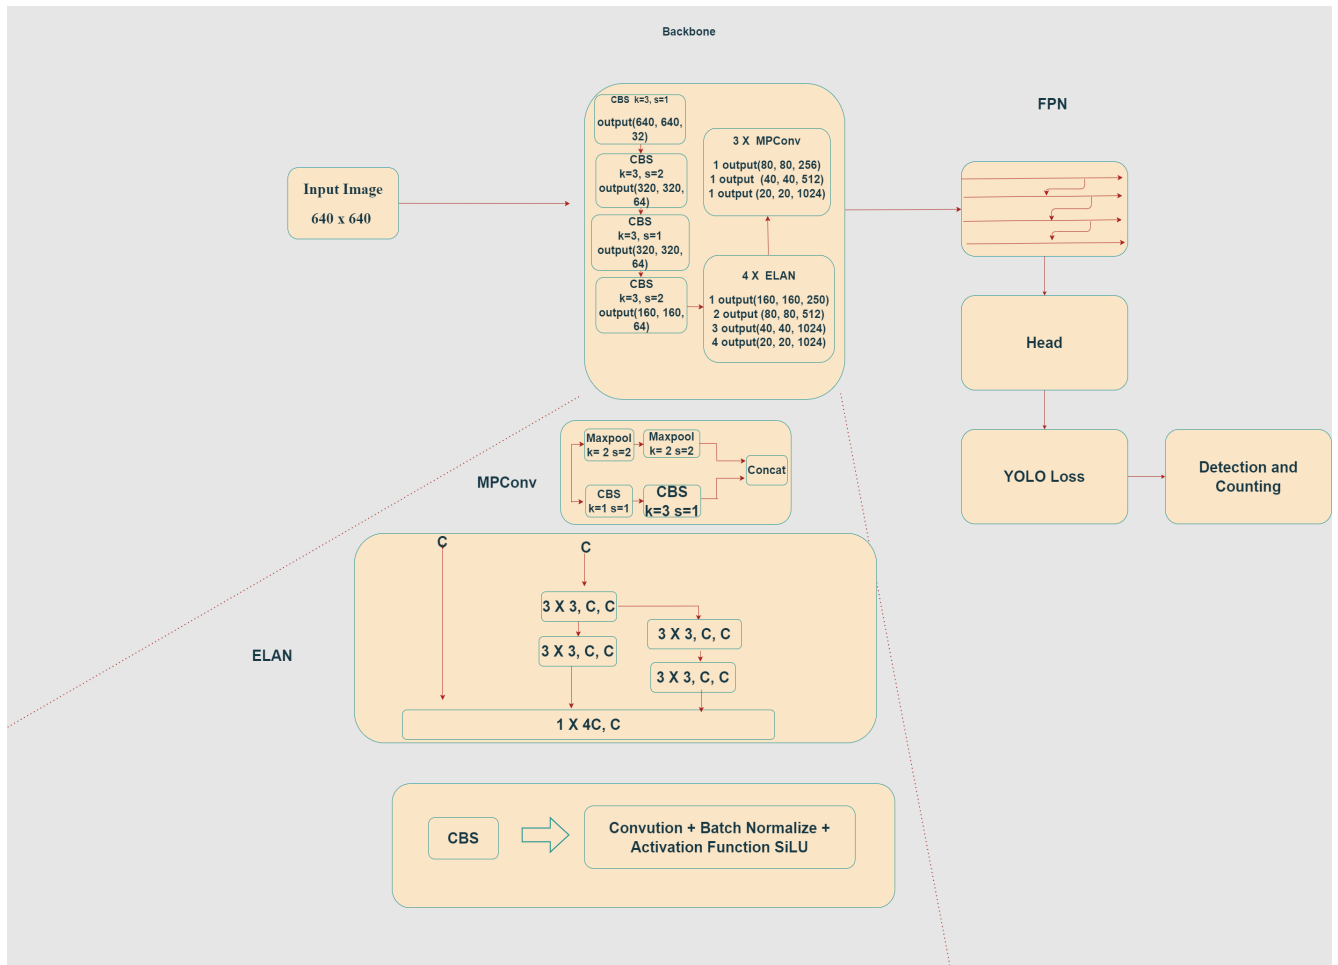 Backbone
Input Image
640 x 640
CBS k=3, s=1
output(640, 640,
32)
CBS
k=3, s=2
output(320, 320,
64)
CBS
k=3, s=1
output(320, 320,
64)
CBS
k=3, s=2
output(160, 160,
64)
3 X MPConv
1 output(80, 80, 256)
1 output (40, 40, 512)
1 output (20, 20, 1024)
4 X ELAN
1 output(160, 160, 250)
2 output (80, 80, 512)
3 output(40, 40, 1024)
4 output(20, 20, 1024)
FPN
Head
YOLO Loss
Detection and
Counting
MPConv
Maxpool
k= 2 s=2
Maxpool
k= 2 s=2
CBS
k=1 s=1
CBS
k=3 s=1
Concat
ELAN
C
C
3 X 3, C, C
3 X 3, C, C
3 X 3, C, C
3 X 3, C, C
1 X 4C, C
CBS
Convution + Batch Normalize +
Activation Function SiLU